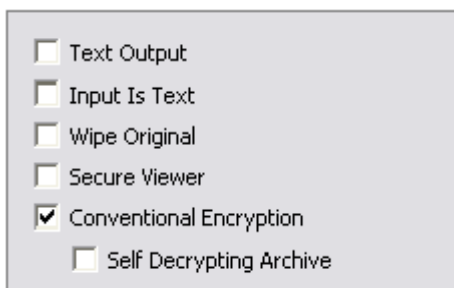 Text Output
Input Is Text
Wipe Original
Secure Viewer
Conventional Encryption
Self Decrypting Archive